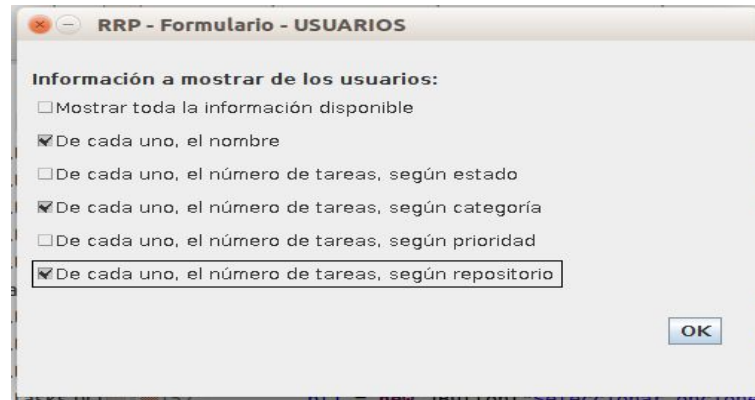 RRP - Formulario - USUARIOS
Información a mostrar de los usuarios:
Mostrar toda la información disponible
De cada uno, el nombre
De cada uno, el número de tareas, según estado
De cada uno, el número de tareas, según categoría
De cada uno, el número de tareas, según prioridad
De cada uno, el número de tareas, según repositorio
OK